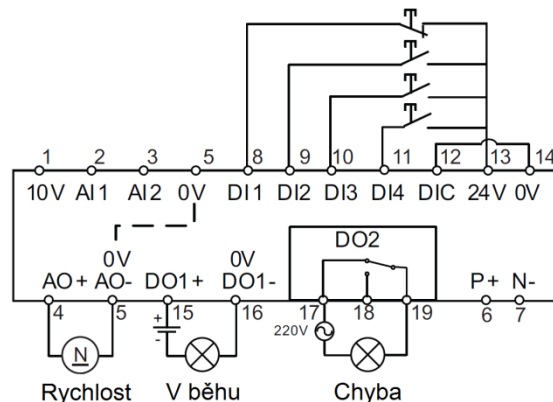 1 2 3 5 8 9 10 11 12 13 14
10V AI1 AI2 0V DI1 DI2 DI3 DI4 DIC 24V 0V
0V 0V DO2
AO+ AO- DO1+ DO1- P+ N-
4 5 15 16 17 18 19 6 7
+
-
220V
N
Rychlost V běhu Chyba